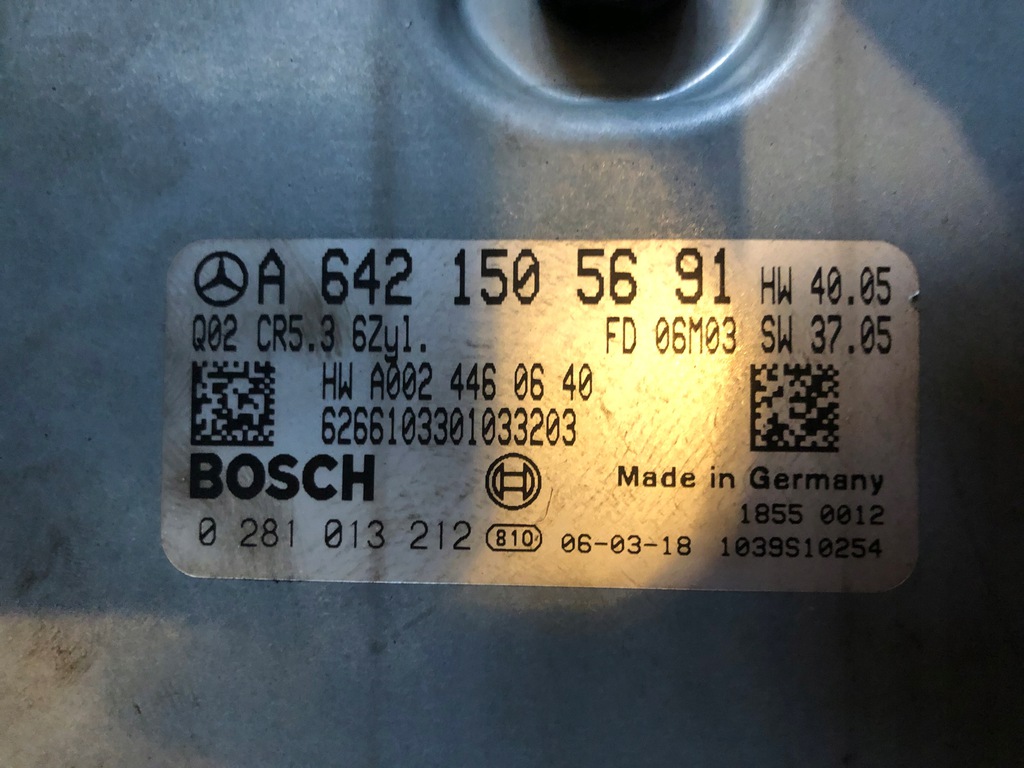 A 642 150 56 91 HW 40.05
Q02 CR5.3 6Zyl. FD 06M03 SW 37.05
HW A002 446 06 40
6266103301033203
BOSCH Made in Germany
1855 0012
0 281 013 212 810 06-03-18 1039S10254